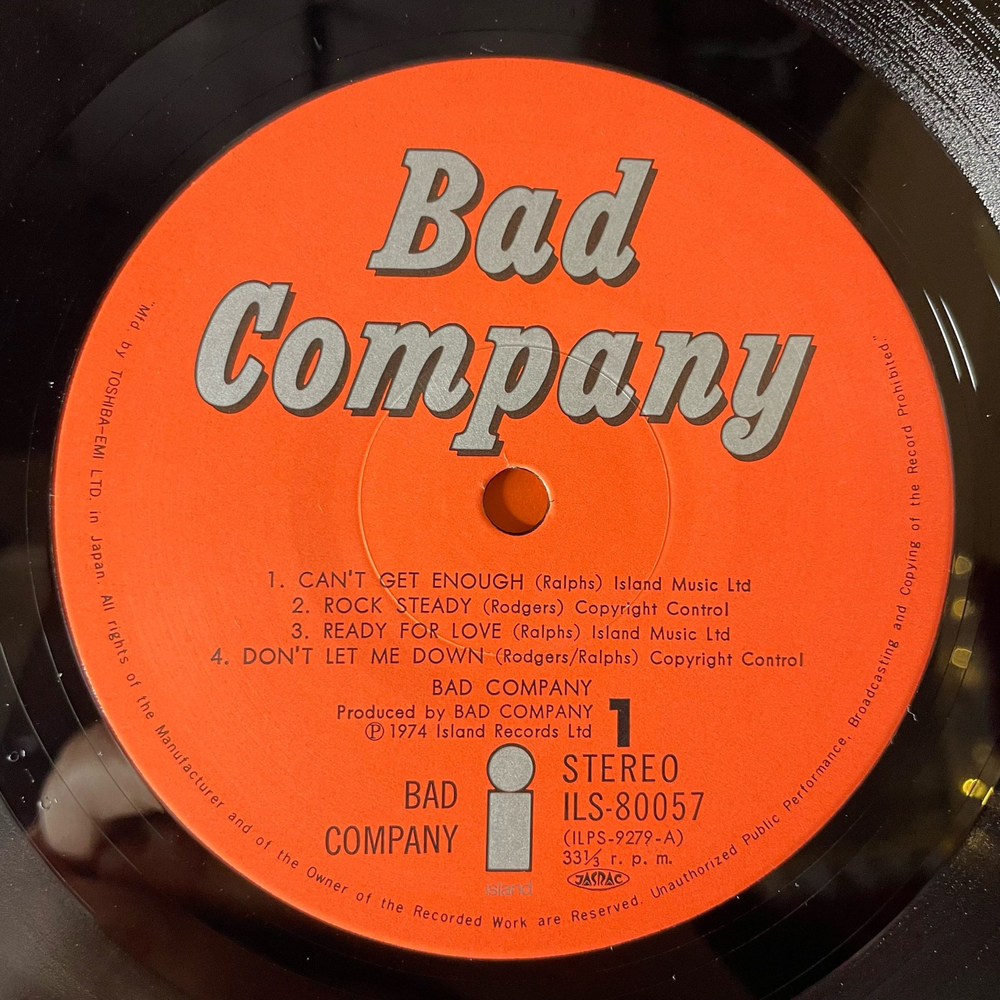 Bad
Company
1. CAN'T GET ENOUGH (Ralphs) Island Music Ltd
2. ROCK STEADY (Rodgers) Copyright Control
3. READY FOR LOVE (Ralphs) Island Music Ltd
4. DON'T LET ME DOWN (Rodgers/Ralphs) Copyright Control
BAD COMPANY
Produced by BAD COMPANY
Ⓟ 1974 Island Records Ltd
1
BAD
COMPANY
island
STEREO
ILS-80057
(ILPS-9279-A)
33⅓ r. p. m.
JASRAC
"Mfd. by TOSHIBA-EMI LTD. in Japan. All rights of the Manufacturer and of the Owner of the Recorded Work are Reserved. Unauthorized Public Performance, Broadcasting and Copying of the Record Prohibited."